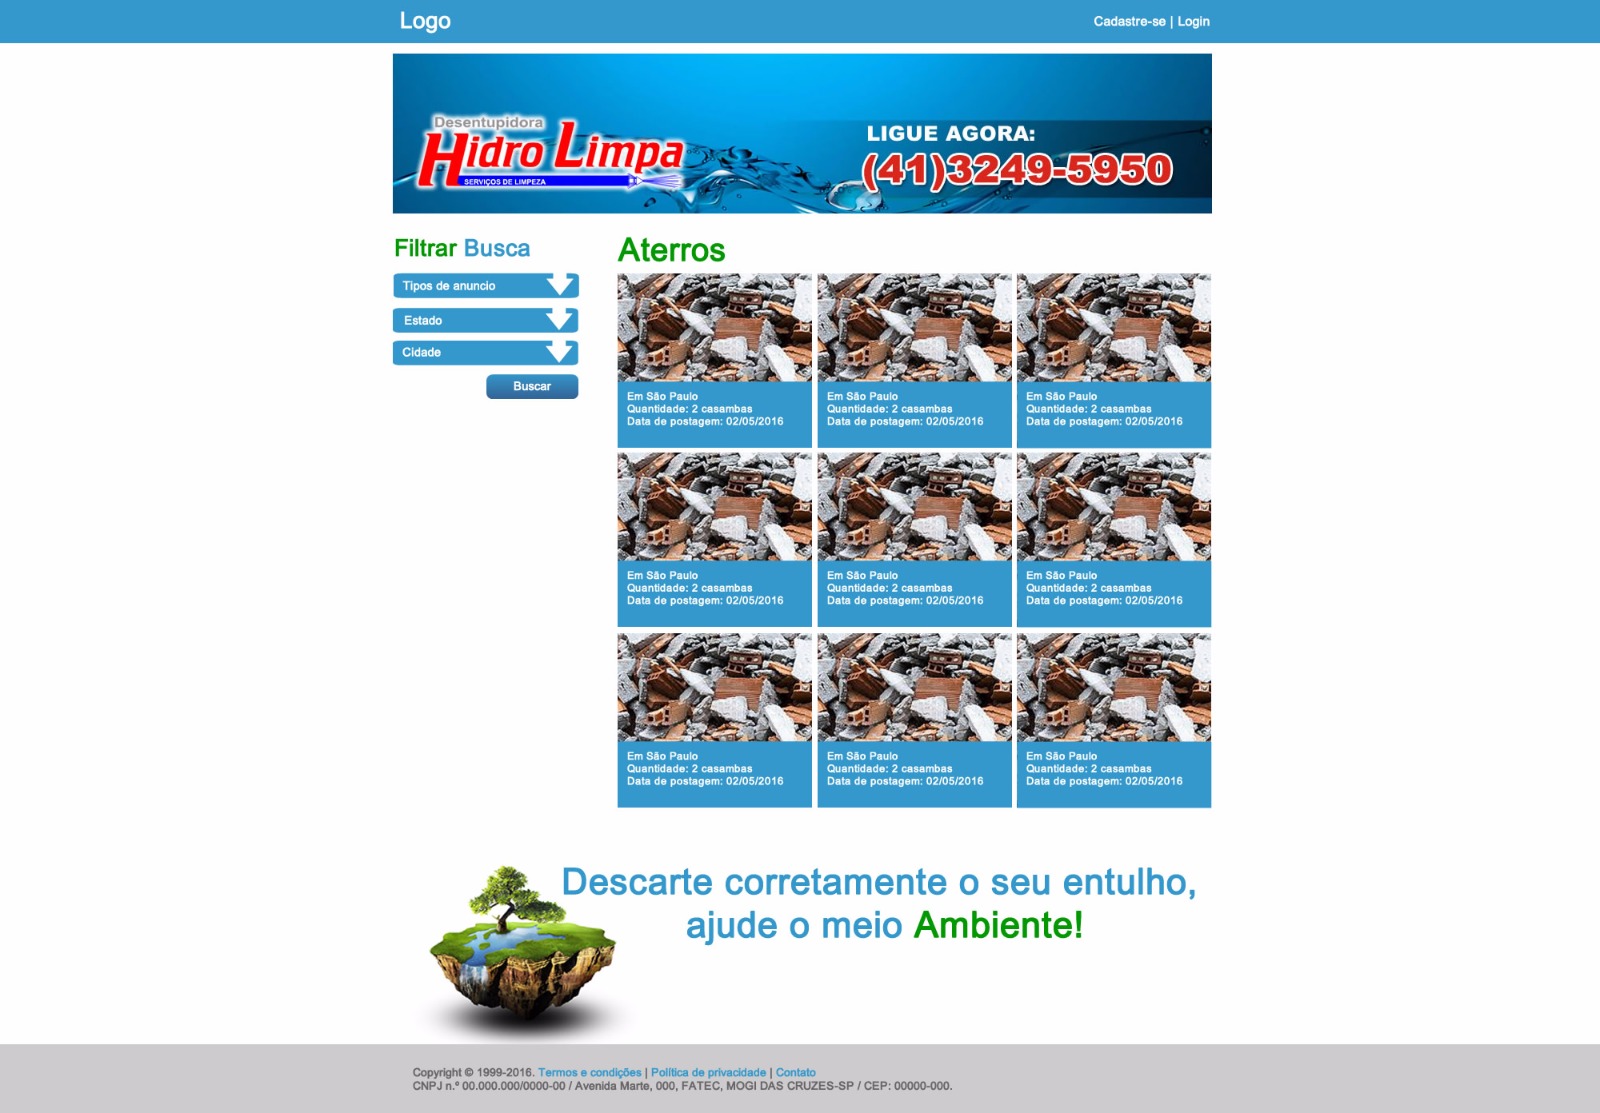 Logo
Cadastre-se | Login
Desentupidora
Hidro Limpa
SERVIÇOS DE LIMPEZA
LIGUE AGORA:
(41)3249-5950
Filtrar Busca
Tipos de anuncio
Estado
Cidade
Buscar
Aterros
Em São Paulo
Quantidade: 2 casambas
Data de postagem: 02/05/2016
Em São Paulo
Quantidade: 2 casambas
Data de postagem: 02/05/2016
Em São Paulo
Quantidade: 2 casambas
Data de postagem: 02/05/2016
Em São Paulo
Quantidade: 2 casambas
Data de postagem: 02/05/2016
Em São Paulo
Quantidade: 2 casambas
Data de postagem: 02/05/2016
Em São Paulo
Quantidade: 2 casambas
Data de postagem: 02/05/2016
Em São Paulo
Quantidade: 2 casambas
Data de postagem: 02/05/2016
Em São Paulo
Quantidade: 2 casambas
Data de postagem: 02/05/2016
Em São Paulo
Quantidade: 2 casambas
Data de postagem: 02/05/2016
Descarte corretamente o seu entulho,
ajude o meio Ambiente!
Copyright © 1999-2016. Termos e condições | Política de privacidade | Contato
CNPJ n.º 00.000.000/0000-00 / Avenida Marte, 000, FATEC, MOGI DAS CRUZES-SP / CEP: 00000-000.